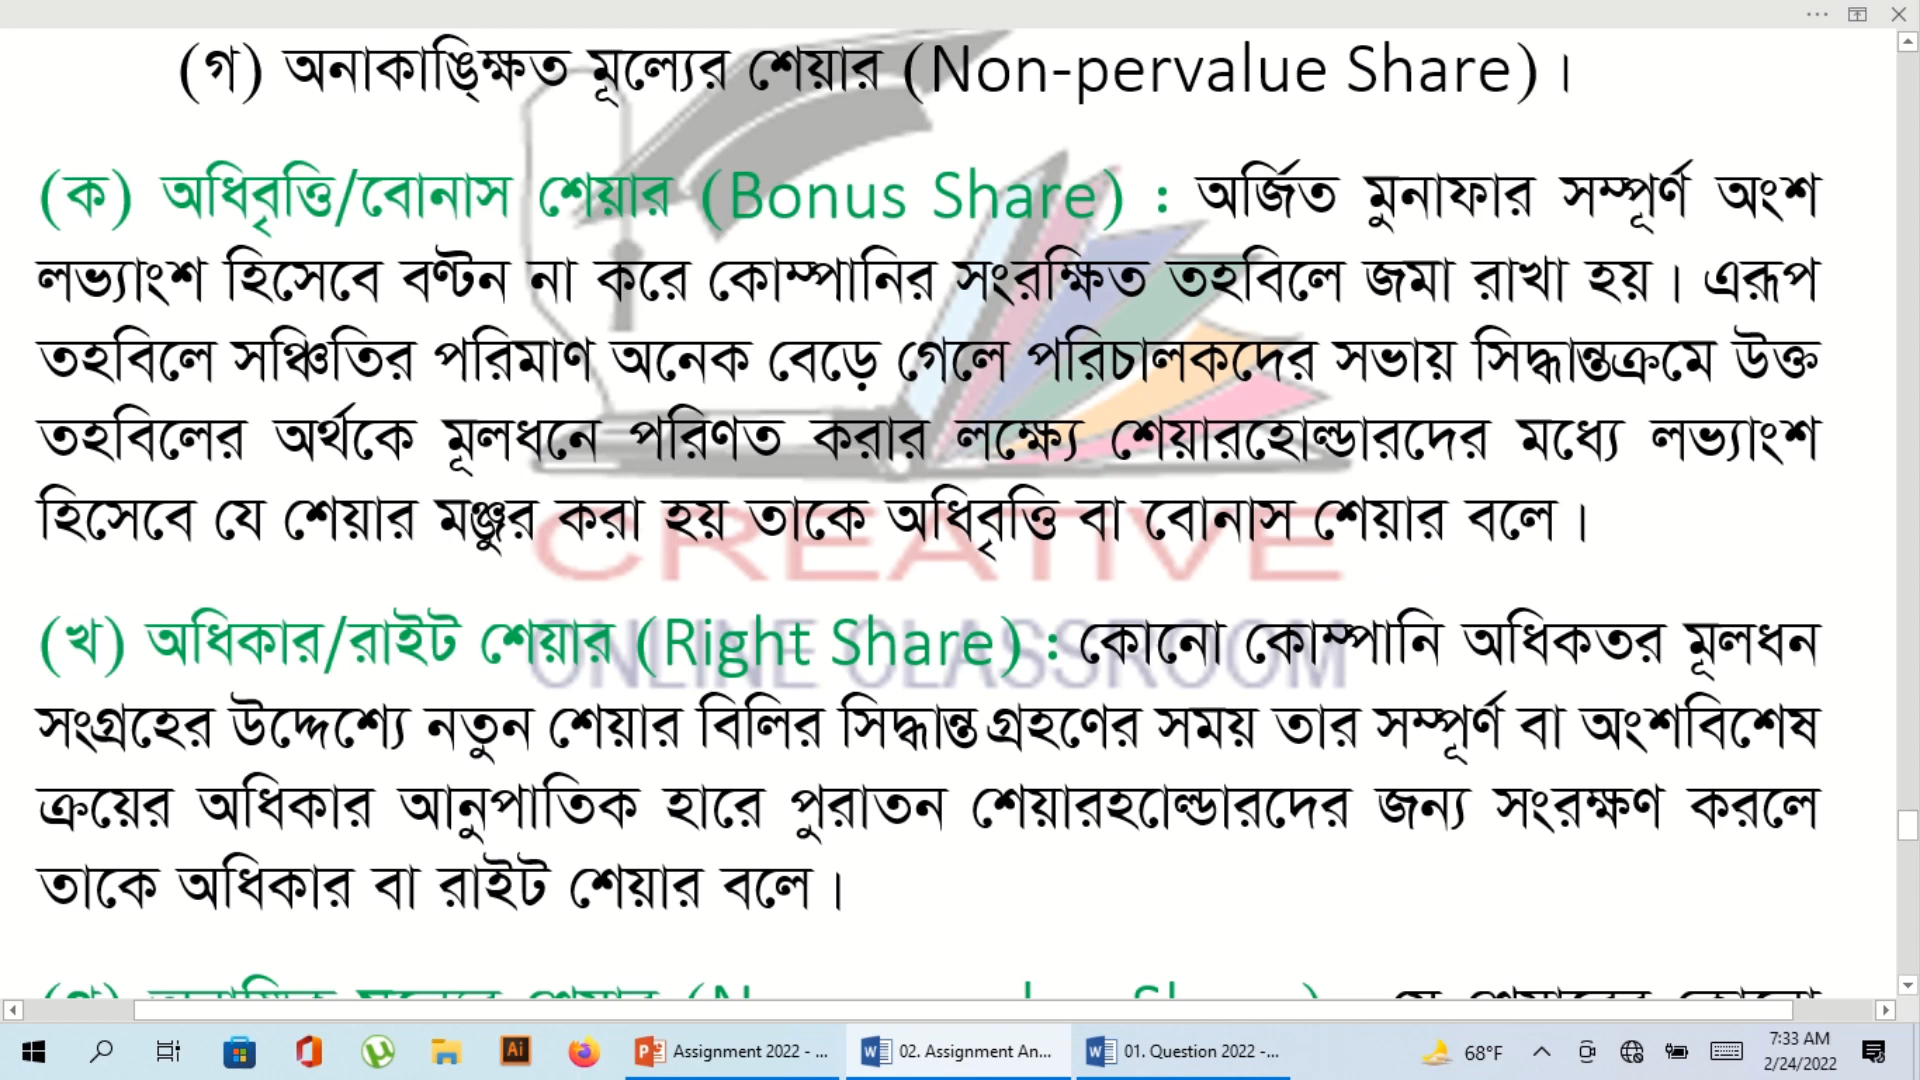 (গ) অনাকাঙ্ক্ষিত মূল্যের শেয়ার (Non-pervalue Share)।
(ক) অধিবৃত্তি/বোনাস শেয়ার (Bonus Share) : অর্জিত মুনাফার সম্পূর্ণ অংশ
লভ্যাংশ হিসেবে বণ্টন না করে কোম্পানির সংরক্ষিত তহবিলে জমা রাখা হয়। এরূপ
তহবিলে সঞ্চিতির পরিমাণ অনেক বেড়ে গেলে পরিচালকদের সভায় সিদ্ধান্তক্রমে উক্ত
তহবিলের অর্থকে মূলধনে পরিণত করার লক্ষ্যে শেয়ারহোল্ডারদের মধ্যে লভ্যাংশ
হিসেবে যে শেয়ার মঞ্জুর করা হয় তাকে অধিবৃত্তি বা বোনাস শেয়ার বলে।
CREATIVE
(খ) অধিকার/রাইট শেয়ার (Right Share) : কোনো কোম্পানি অধিকতর মূলধন
ONLINE CLASSROOM
সংগ্রহের উদ্দেশ্যে নতুন শেয়ার বিলির সিদ্ধান্ত গ্রহণের সময় তার সম্পূর্ণ বা অংশবিশেষ
ক্রয়ের অধিকার আনুপাতিক হারে পুরাতন শেয়ারহোল্ডারদের জন্য সংরক্ষণ করলে
তাকে অধিকার বা রাইট শেয়ার বলে।
Assignment 2022 - ... 02. Assignment An... 01. Question 2022 -... 68°F 7:33 AM
2/24/2022